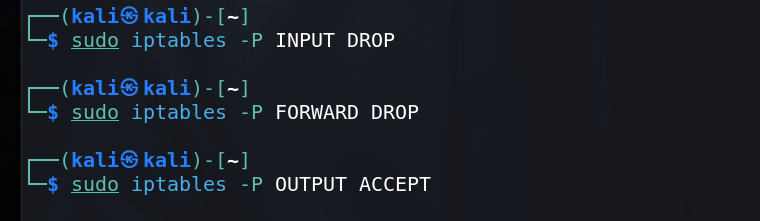 ┌──(kali㉿kali)-[~]
└─$ sudo iptables -P INPUT DROP
┌──(kali㉿kali)-[~]
└─$ sudo iptables -P FORWARD DROP
┌──(kali㉿kali)-[~]
└─$ sudo iptables -P OUTPUT ACCEPT